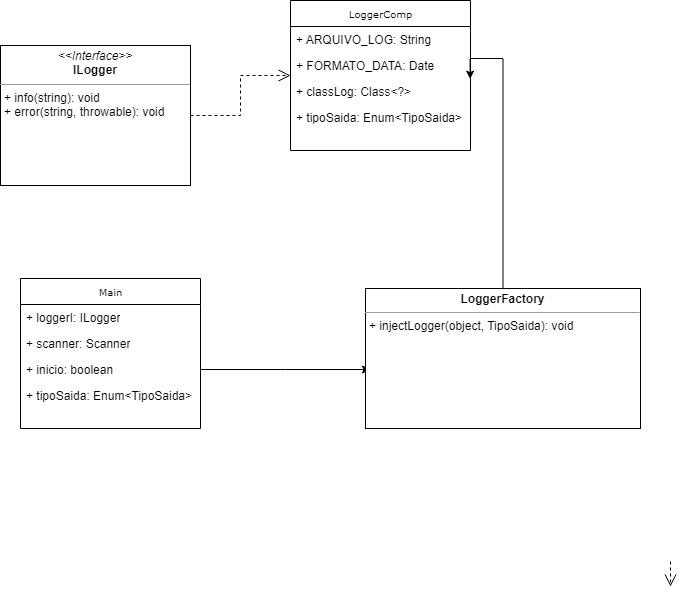 <<Interface>>
ILogger
+ info(string): void
+ error(string, throwable): void
LoggerComp
+ ARQUIVO_LOG: String
+ FORMATO_DATA: Date
+ classLog: Class<?>
+ tipoSaida: Enum<TipoSaida>
Main
+ loggerI: ILogger
+ scanner: Scanner
+ inicio: boolean
+ tipoSaida: Enum<TipoSaida>
LoggerFactory
+ injectLogger(object, TipoSaida): void